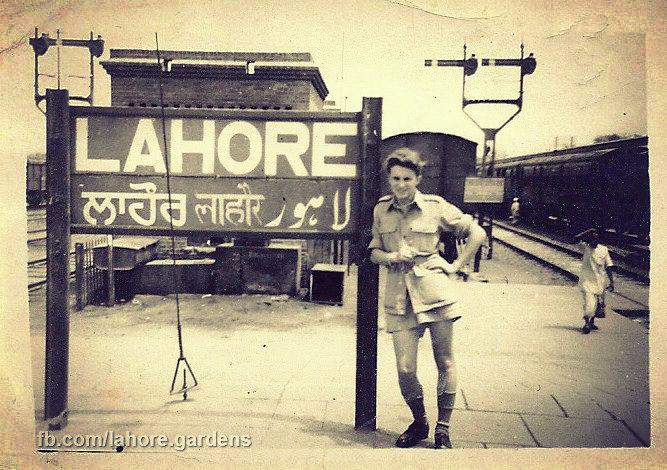 LAHORE
ਲਾਹੌਰ लाहौर لاہور
fb.com/lahore.gardens